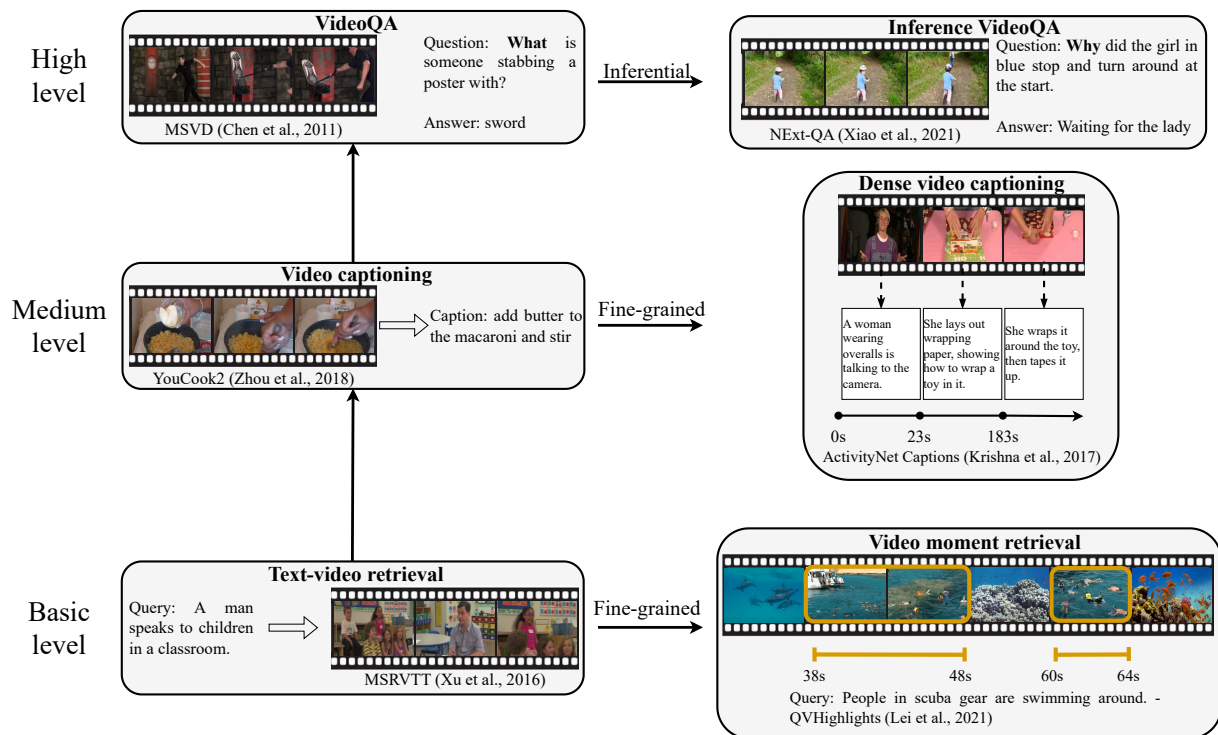 High
level
VideoQA
Question: What is
someone stabbing a
poster with?
Answer: sword
MSVD (Chen et al., 2011)
Inferential
Inference VideoQA
Question: Why did the girl in
blue stop and turn around at
the start.
Answer: Waiting for the lady
NExt-QA (Xiao et al., 2021)
Medium
level
Video captioning
Caption: add butter to
the macaroni and stir
YouCook2 (Zhou et al., 2018)
Fine-grained
Dense video captioning
A woman
wearing
overalls is
talking to the
camera.
She lays out
wrapping
paper, showing
how to wrap a
toy in it.
She wraps it
around the toy,
then tapes it
up.
0s
23s
183s
ActivityNet Captions (Krishna et al., 2017)
Basic
level
Text-video retrieval
Query: A man
speaks to children
in a classroom.
MSRVTT (Xu et al., 2016)
Fine-grained
Video moment retrieval
38s
48s
60s
64s
Query: People in scuba gear are swimming around. -
QVHighlights (Lei et al., 2021)